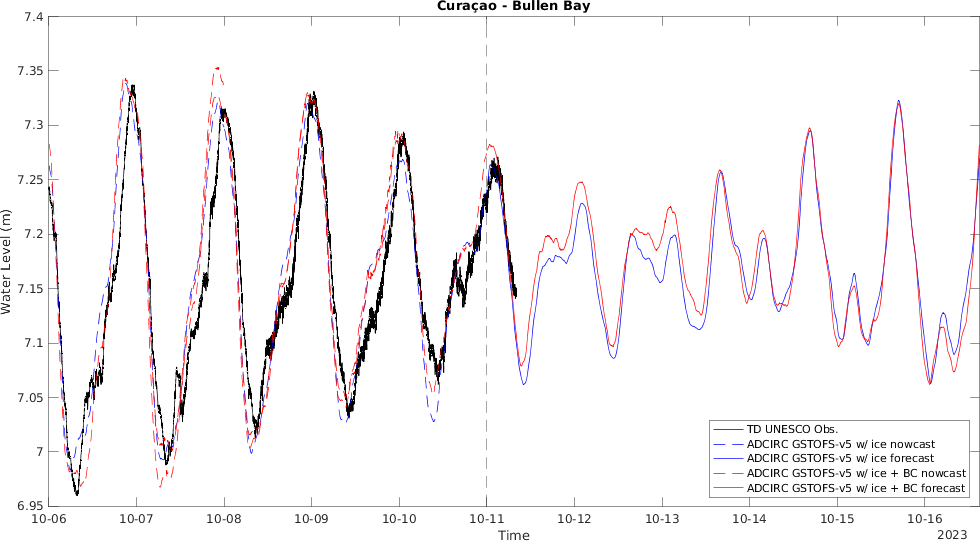 Curaçao - Bullen Bay
Water Level (m)
7.4
7.35
7.3
7.25
7.2
7.15
7.1
7.05
7
6.95
10-06 10-07 10-08 10-09 10-10 10-11 10-12 10-13 10-14 10-15 10-16
Time
2023
TD UNESCO Obs.
ADCIRC GSTOFS-v5 w/ ice nowcast
ADCIRC GSTOFS-v5 w/ ice forecast
ADCIRC GSTOFS-v5 w/ ice + BC nowcast
ADCIRC GSTOFS-v5 w/ ice + BC forecast